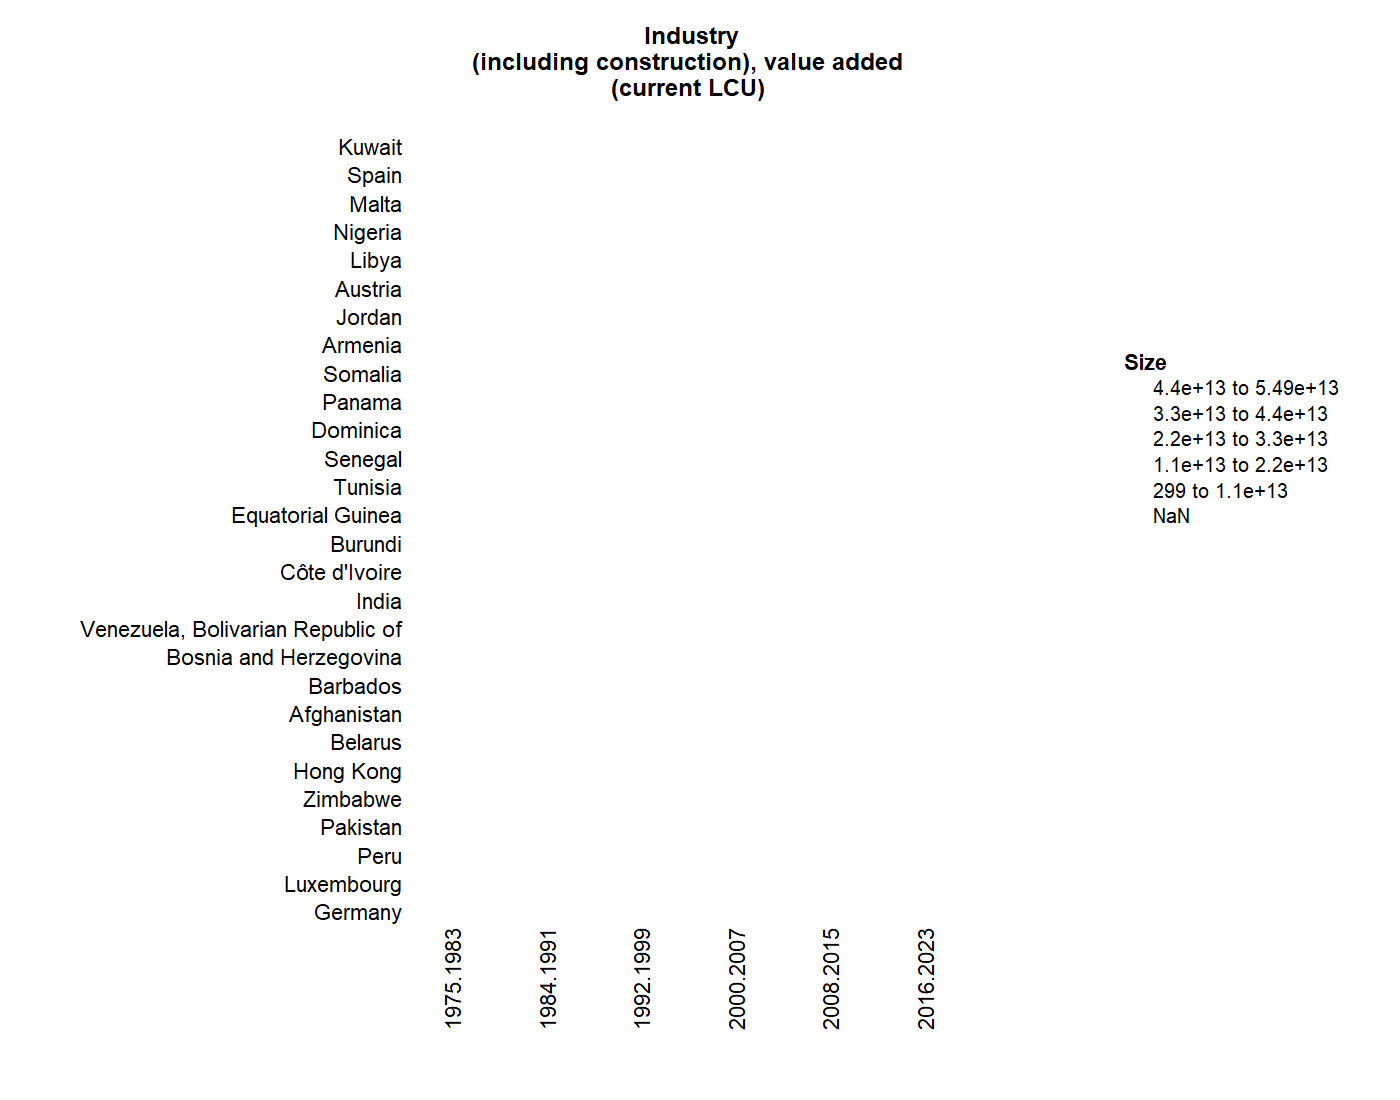 Industry
(including construction), value added
(current LCU)
Kuwait
Spain
Malta
Nigeria
Libya
Austria
Jordan
Armenia
Somalia
Panama
Dominica
Senegal
Tunisia
Equatorial Guinea
Burundi
Côte d'Ivoire
India
Venezuela, Bolivarian Republic of
Bosnia and Herzegovina
Barbados
Afghanistan
Belarus
Hong Kong
Zimbabwe
Pakistan
Peru
Luxembourg
Germany
1975.1983
1984.1991
1992.1999
2000.2007
2008.2015
2016.2023
Size
4.4e+13 to 5.49e+13
3.3e+13 to 4.4e+13
2.2e+13 to 3.3e+13
1.1e+13 to 2.2e+13
299 to 1.1e+13
NaN